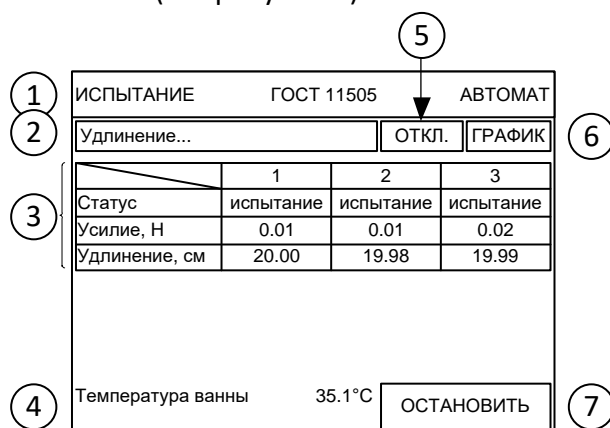 5
1 ИСПЫТАНИЕ ГОСТ 11505 АВТОМАТ
2 Удлинение... ОТКЛ. ГРАФИК 6
1 2 3
Статус испытание испытание испытание
3 Усилие, Н 0.01 0.01 0.02
Удлинение, см 20.00 19.98 19.99
4 Температура ванны 35.1°C ОСТАНОВИТЬ 7